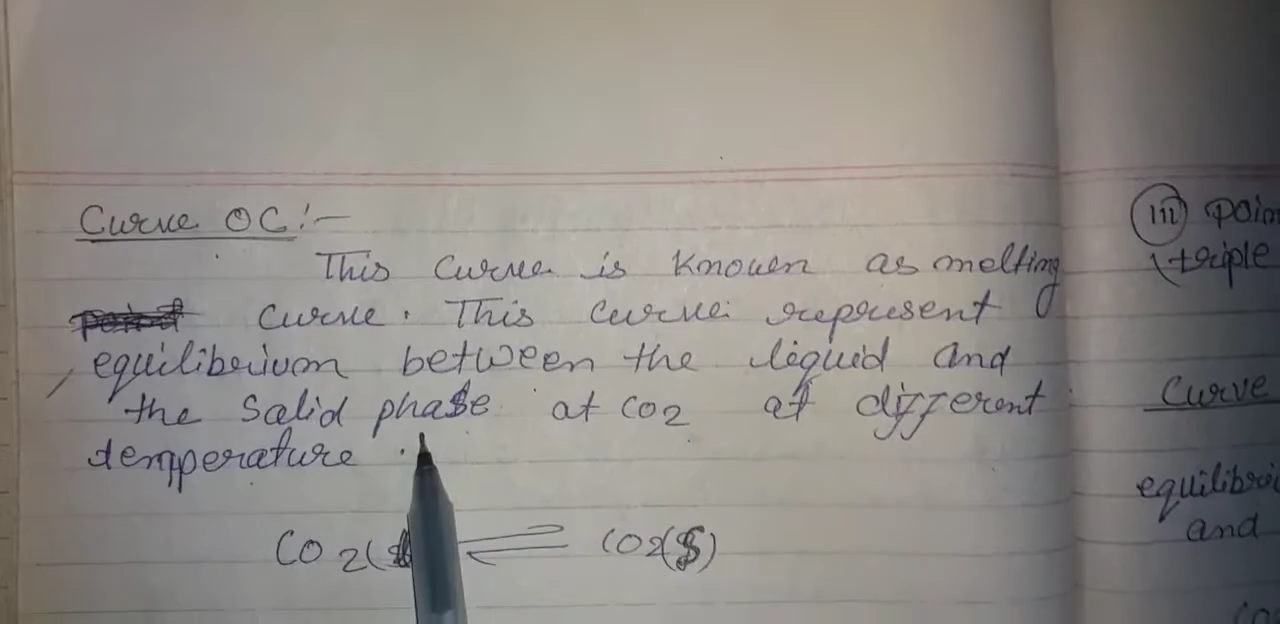 Curve OC:-
This curve is known as melting
curve. This curve represent
equilibrium between the liquid and
the Solid phase at CO2 at different
temperature.
CO2( ⇌ CO2(S)
(iii) poin
(triple
Curve
equilibri
and